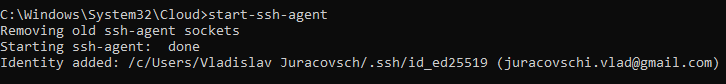 C:\Windows\System32\Cloud>start-ssh-agent
Removing old ssh-agent sockets
Starting ssh-agent:  done
Identity added: /c/Users/Vladislav Juracovsch/.ssh/id_ed25519 (juracovschi.vlad@gmail.com)